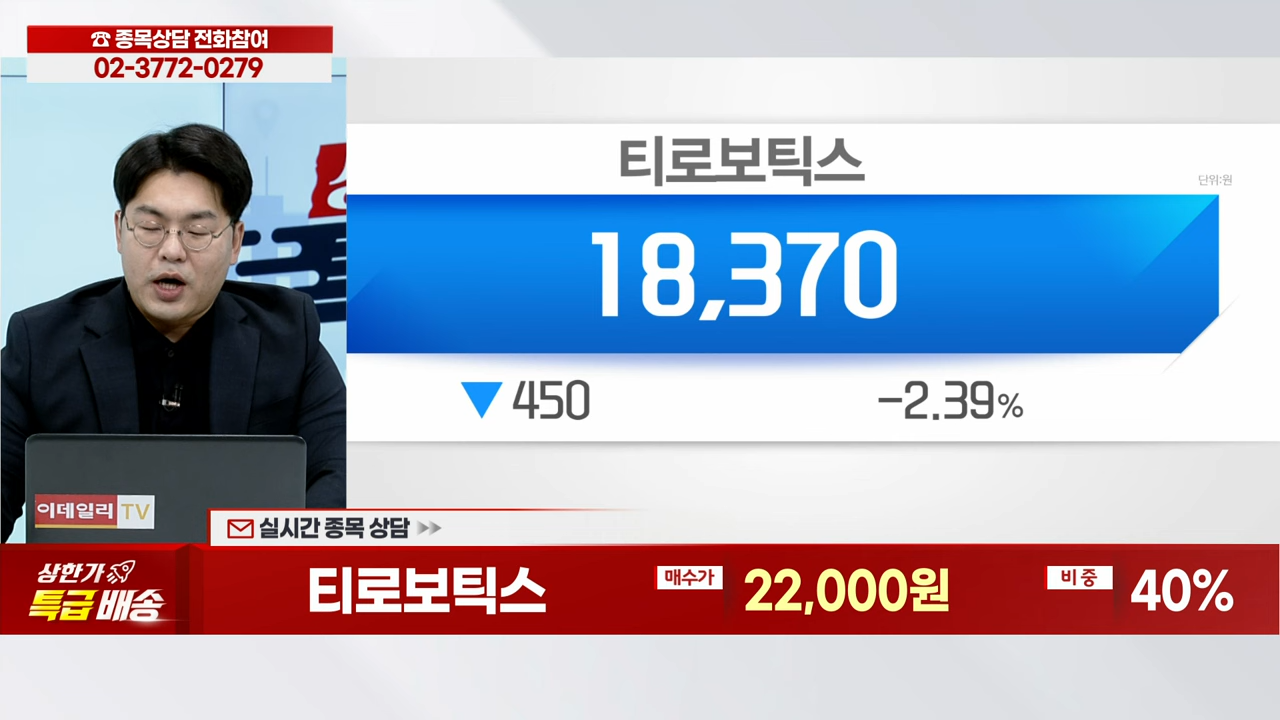 ☎ 종목상담 전화참여
02-3772-0279
티로보틱스
단위:원
18,370
▼ 450
-2.39%
이데일리 TV
실시간 종목 상담
상한가
특급 배송
티로보틱스
매수가
22,000원
비중
40%